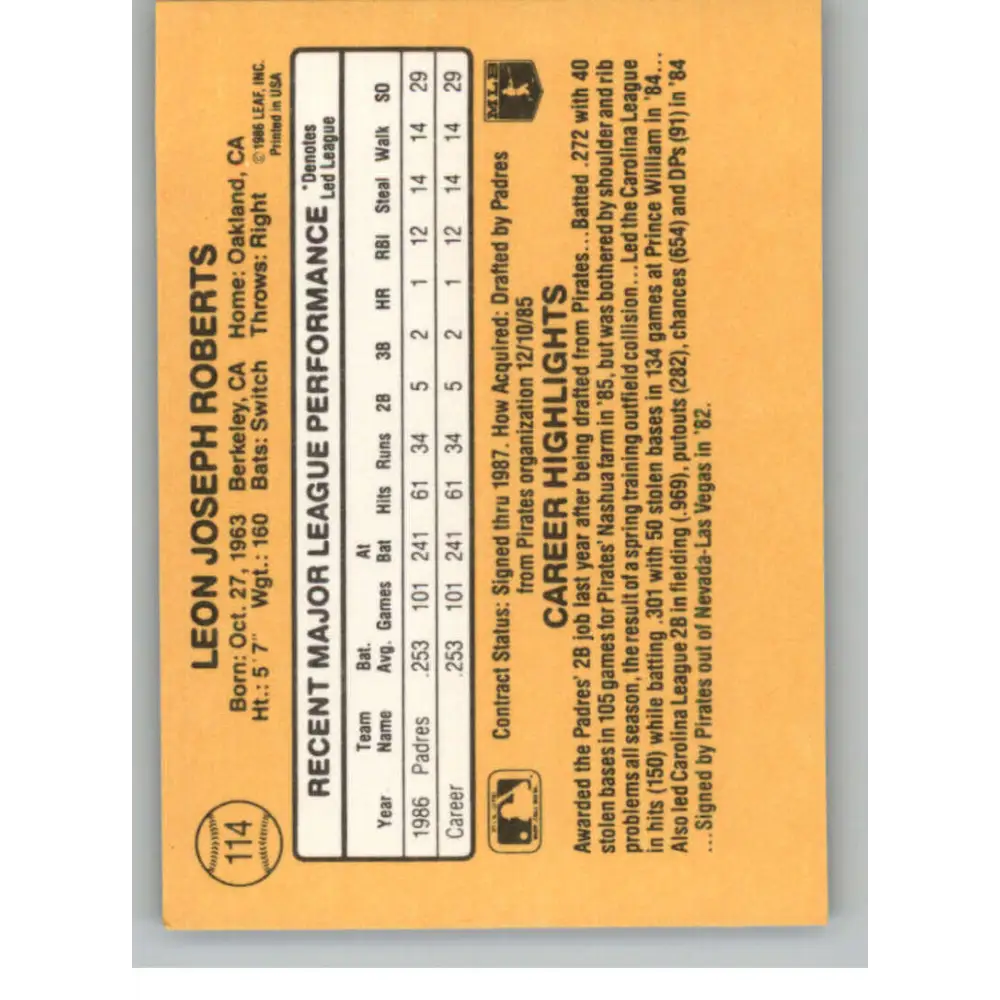 114
LEON JOSEPH ROBERTS
Born: Oct. 27, 1963 Berkeley, CA Home: Oakland, CA
Ht.: 5'7" Wgt.: 160 Bats: Switch Throws: Right
©1986 LEAF, INC.
Printed in USA
RECENT MAJOR LEAGUE PERFORMANCE *Denotes Led League
Year Team Name Bat. Avg. Games At Bat Hits Runs 2B 3B HR RBI Steal Walk SO
1986 Padres .253 101 241 61 34 5 2 1 12 14 14 29
Career .253 101 241 61 34 5 2 1 12 14 14 29
Contract Status: Signed thru 1987. How Acquired: Drafted by Padres
from Pirates organization 12/10/85
MLB
CAREER HIGHLIGHTS
Awarded the Padres' 2B job last year after being drafted from Pirates...Batted .272 with 40
stolen bases in 105 games for Pirates' Nashua farm in '85, but was bothered by shoulder and rib
problems all season, the result of a spring training outfield collision...Led the Carolina League
in hits (150) while batting .301 with 50 stolen bases in 134 games at Prince William in '84...
Also led Carolina League 2B in fielding (.969), putouts (282), chances (654) and DPs (91) in '84
...Signed by Pirates out of Nevada-Las Vegas in '82.